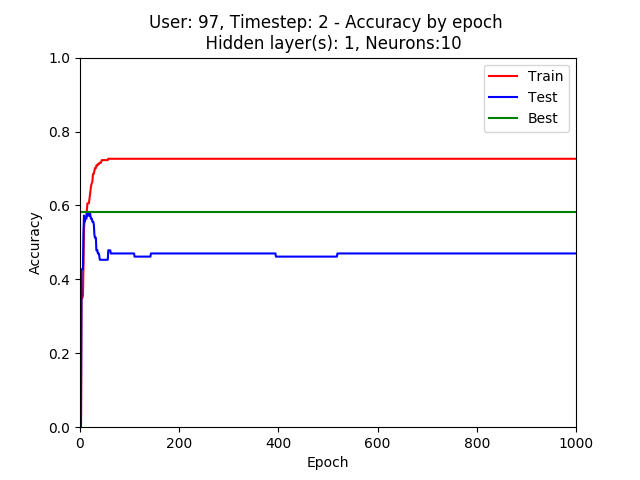 User: 97, Timestep: 2 - Accuracy by epoch
Hidden layer(s): 1, Neurons:10
1.0
0.8
0.6
0.4
0.2
0.0
Accuracy
Train
Test
Best
0
200
400
600
800
1000
Epoch